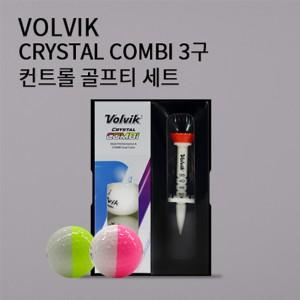 VOLVIK
CRYSTAL COMBI 3구
컨트롤 골프티 세트
Volvik
CRYSTAL
COMBI
Volvik